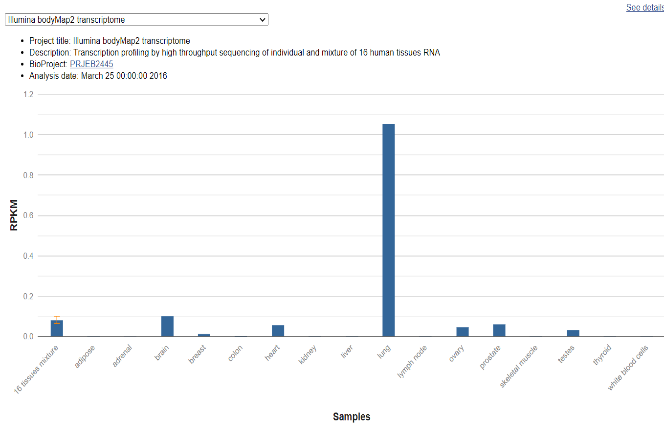 See details
Illumina bodyMap2 transcriptome
Project title: Illumina bodyMap2 transcriptome
Description: Transcription profiling by high throughput sequencing of individual and mixture of 16 human tissues RNA
BioProject: PRJEB2445
Analysis date: March 25 00:00:00 2016
1.2
1.0
0.8
0.6
0.4
0.2
0.0
RPKM
16 tissues mixture
adipose
adrenal
brain
breast
colon
heart
kidney
liver
lung
lymph node
ovary
prostate
skeletal muscle
testes
thyroid
white blood cells
Samples